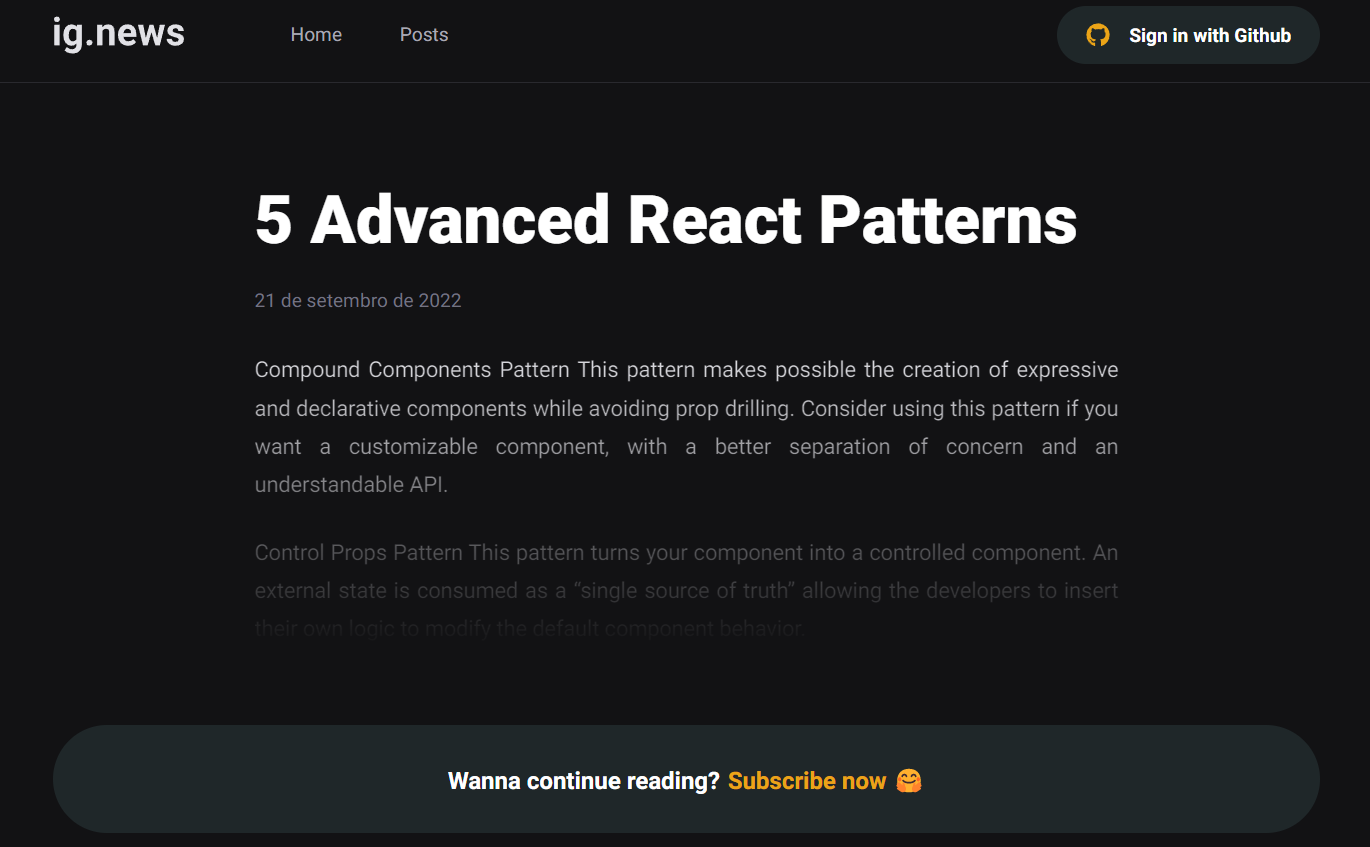 ig.news
Home
Posts
Sign in with Github
5 Advanced React Patterns
21 de setembro de 2022
Compound Components Pattern This pattern makes possible the creation of expressive
and declarative components while avoiding prop drilling. Consider using this pattern if you
want a customizable component, with a better separation of concern and an
understandable API.
Control Props Pattern This pattern turns your component into a controlled component. An
external state is consumed as a “single source of truth” allowing the developers to insert
their own logic to modify the default component behavior.
Wanna continue reading? Subscribe now 🤗